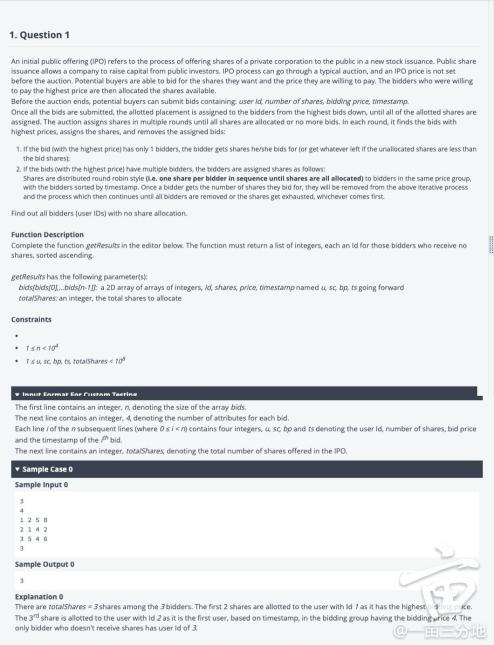 1. Question 1
An initial public offering (IPO) refers to the process of offering shares of a private corporation to the public in a new stock issuance. Public share
issuance allows a company to raise capital from public investors. IPO process can go through a typical auction, and an IPO price is not set
before the auction. Potential buyers are able to bid for the shares they want and the price they are willing to pay. The bidders who were willing
to pay the highest price are then allocated the shares available.
Before the auction ends, potential buyers can submit bids containing: user Id, number of shares, bidding price, timestamp.
Once all the bids are submitted, the allotted placement is assigned to the bidders from the highest bids down, until all of the allotted shares are
assigned. The auction assigns shares in multiple rounds until all shares are allocated or no more bids. In each round, it finds the bids with
highest prices, assigns the shares, and removes the assigned bids:
1. If the bid (with the highest price) has only 1 bidders, the bidder gets shares he/she bids for (or get whatever left if the unallocated shares are less than
the bid shares);
2. If the bids (with the highest price) have multiple bidders, the bidders are assigned shares as follows:
Shares are distributed round robin style (i.e. one share per bidder in sequence until shares are all allocated) to bidders in the same price group,
with the bidders sorted by timestamp. Once a bidder gets the number of shares they bid for, they will be removed from the above iterative process
and the process which then continues until all bidders are removed or the shares get exhausted, whichever comes first.
Find out all bidders (user IDs) with no share allocation.
Function Description
Complete the function getResults in the editor below. The function must return a list of integers, each an Id for those bidders who receive no
shares, sorted ascending.
getResults has the following parameter(s):
bids[bids[0],...bids[n-1]]: a 2D array of arrays of integers, Id, shares, price, timestamp named u, sc, bp, ts going forward
totalShares: an integer, the total shares to allocate
Constraints
•
• 1 ≤ n < 10⁴
• 1 ≤ u, sc, bp, ts, totalShares < 10⁸
▼ Input Format For Custom Testing
The first line contains an integer, n, denoting the size of the array bids.
The next line contains an integer, 4, denoting the number of attributes for each bid.
Each line i of the n subsequent lines (where 0 ≤ i < n) contains four integers, u, sc, bp and ts denoting the user Id, number of shares, bid price
and the timestamp of the iᵗʰ bid.
The next line contains an integer, totalShares, denoting the total number of shares offered in the IPO.
▼ Sample Case 0
Sample Input 0
3
4
1 2 5 0
2 1 4 2
3 5 4 6
3
Sample Output 0
3
Explanation 0
There are totalShares = 3 shares among the 3 bidders. The first 2 shares are allotted to the user with Id 1 as it has the highest bidding price.
The 3ʳᵈ share is allotted to the user with Id 2 as it is the first user, based on timestamp, in the bidding group having the bidding price 4. The
only bidder who doesn't receive shares has user Id of 3.
@一亩三分地